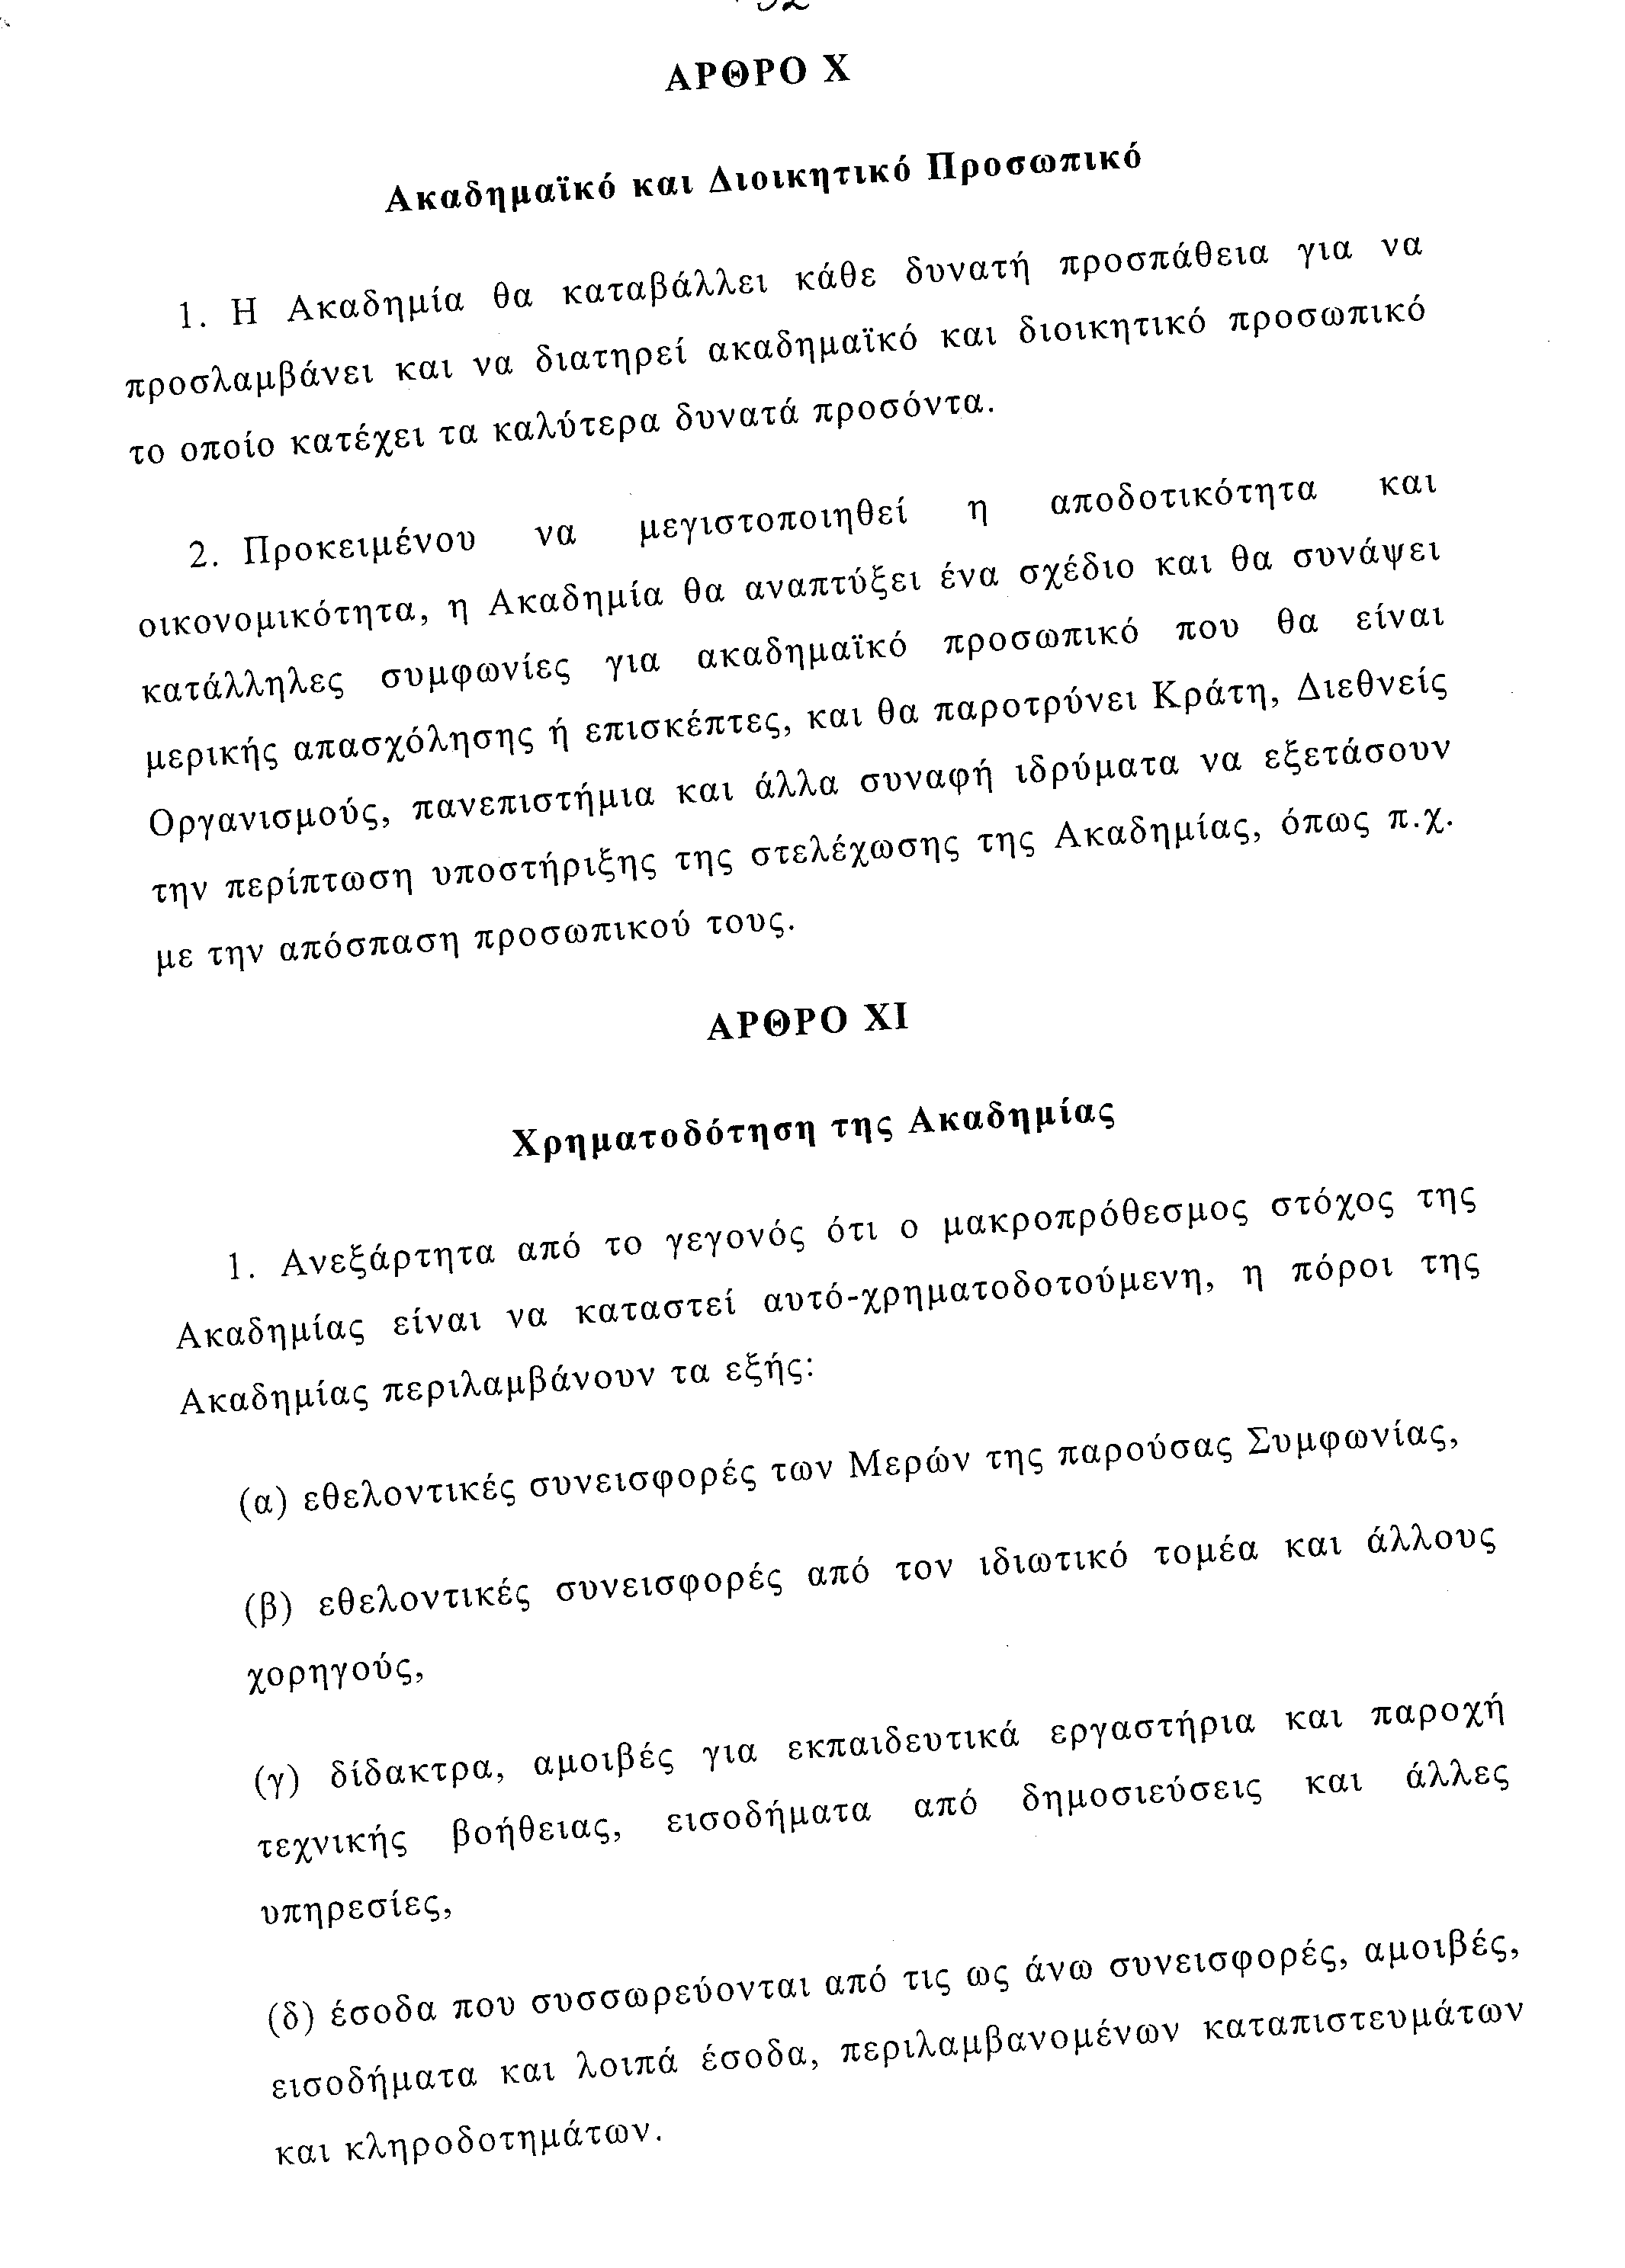 ΑΡΘΡΟ Χ
Ακαδημαϊκό και Διοικητικό Προσωπικό
1. Η Ακαδημία θα καταβάλλει κάθε δυνατή προσπάθεια για να
προσλαμβάνει και να διατηρεί ακαδημαϊκό και διοικητικό προσωπικό
το οποίο κατέχει τα καλύτερα δυνατά προσόντα.
2. Προκειμένου να μεγιστοποιηθεί η αποδοτικότητα και
οικονομικότητα, η Ακαδημία θα αναπτύξει ένα σχέδιο και θα συνάψει
κατάλληλες συμφωνίες για ακαδημαϊκό προσωπικό που θα είναι
μερικής απασχόλησης ή επισκέπτες, και θα παροτρύνει Κράτη, Διεθνείς
Οργανισμούς, πανεπιστήμια και άλλα συναφή ιδρύματα να εξετάσουν
την περίπτωση υποστήριξης της στελέχωσης της Ακαδημίας, όπως π.χ.
με την απόσπαση προσωπικού τους.
ΑΡΘΡΟ ΧΙ
Χρηματοδότηση της Ακαδημίας
1. Ανεξάρτητα από το γεγονός ότι ο μακροπρόθεσμος στόχος της
Ακαδημίας είναι να καταστεί αυτό-χρηματοδοτούμενη, η πόροι της
Ακαδημίας περιλαμβάνουν τα εξής:
(α) εθελοντικές συνεισφορές των Μερών της παρούσας Συμφωνίας,
(β) εθελοντικές συνεισφορές από τον ιδιωτικό τομέα και άλλους
χορηγούς,
(γ) δίδακτρα, αμοιβές για εκπαιδευτικά εργαστήρια και παροχή
τεχνικής βοήθειας, εισοδήματα από δημοσιεύσεις και άλλες
υπηρεσίες,
(δ) έσοδα που συσσωρεύονται από τις ως άνω συνεισφορές, αμοιβές,
εισοδήματα και λοιπά έσοδα, περιλαμβανομένων καταπιστευμάτων
και κληροδοτημάτων.